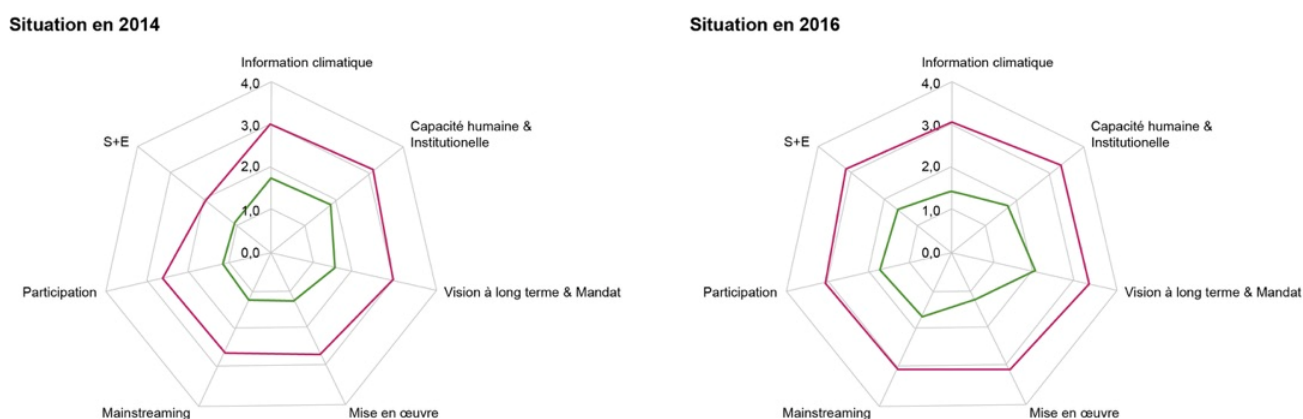 Situation en 2014
Information climatique
4,0
Capacité humaine &
Institutionelle
S+E
3,0
2,0
1,0
0,0
Participation
Vision à long terme & Mandat
Mainstreaming
Mise en œuvre
Situation en 2016
Information climatique
4,0
Capacité humaine &
Institutionelle
S+E
3,0
2,0
1,0
0,0
Participation
Vision à long terme & Mandat
Mainstreaming
Mise en œuvre